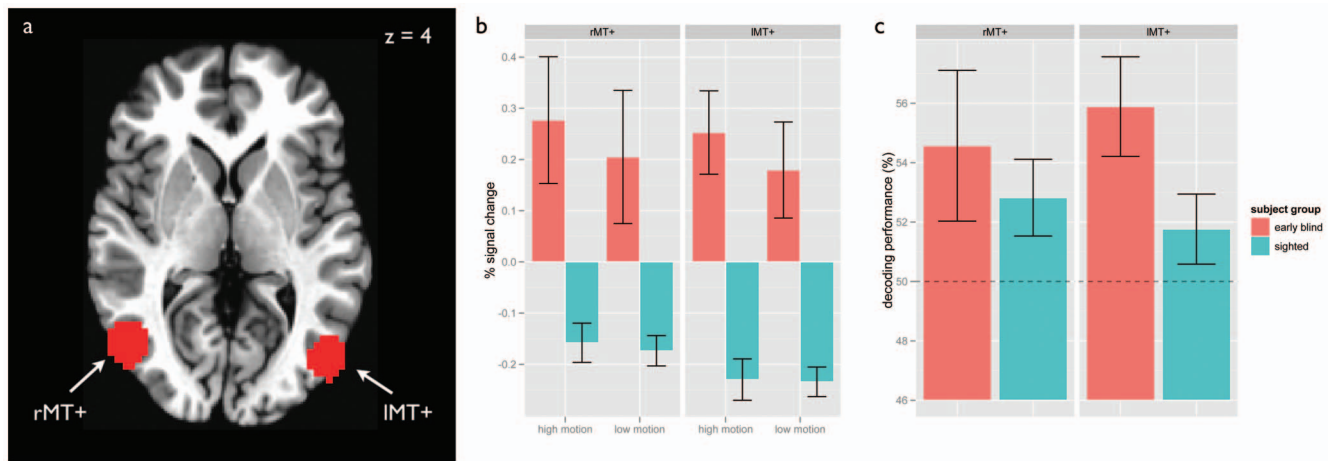 a
z = 4
rMT+
lMT+
b
rMT+
lMT+
% signal change
0.4
0.3
0.2
0.1
0.0
-0.1
-0.2
high motion
low motion
high motion
low motion
c
rMT+
lMT+
decoding performance (%)
56
54
52
50
48
46
subject group
early blind
sighted